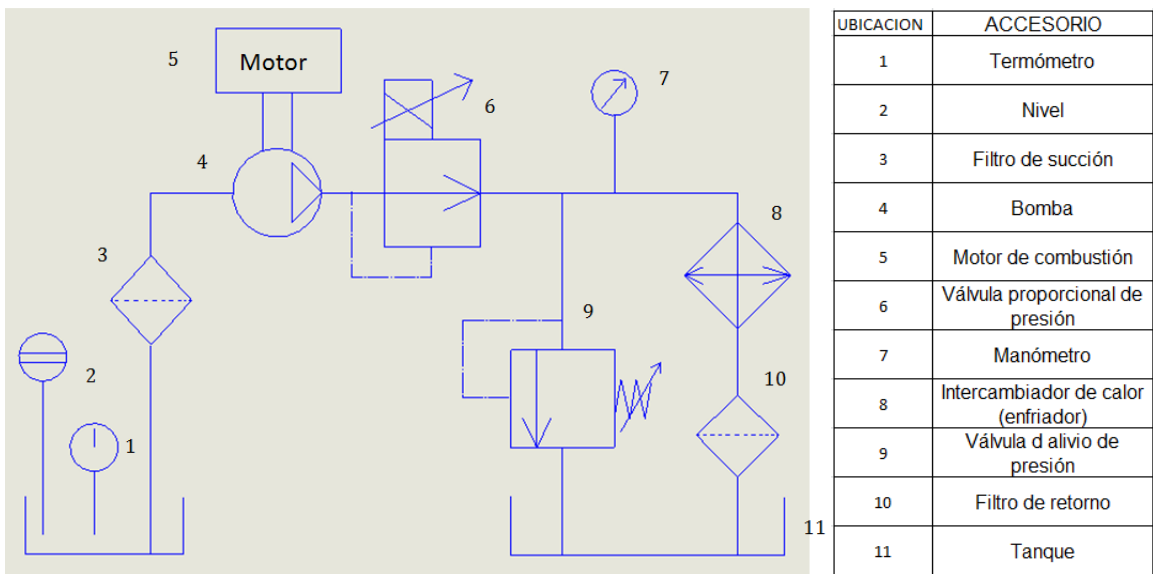 5
Motor
4
6
7
3
8
9
2
10
1
11
UBICACION ACCESORIO
1 Termómetro
2 Nivel
3 Filtro de succión
4 Bomba
5 Motor de combustión
6 Válvula proporcional de
presión
7 Manómetro
8 Intercambiador de calor
(enfriador)
9 Válvula d alivio de
presión
10 Filtro de retorno
11 Tanque